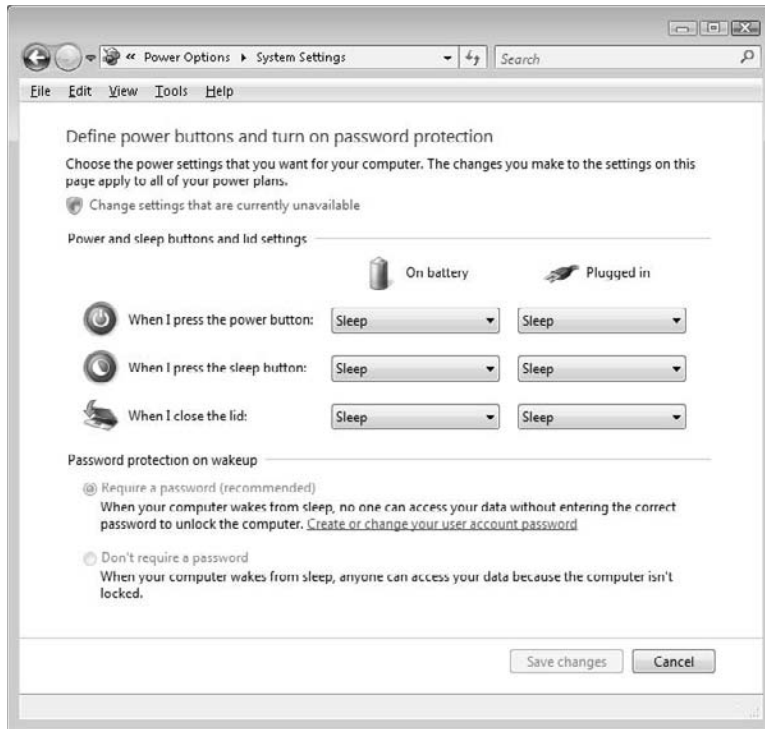 « Power Options ▸ System Settings
Search
File Edit View Tools Help
Define power buttons and turn on password protection
Choose the power settings that you want for your computer. The changes you make to the settings on this
page apply to all of your power plans.
Change settings that are currently unavailable
Power and sleep buttons and lid settings
On battery Plugged in
When I press the power button: Sleep Sleep
When I press the sleep button: Sleep Sleep
When I close the lid: Sleep Sleep
Password protection on wakeup
Require a password (recommended)
When your computer wakes from sleep, no one can access your data without entering the correct
password to unlock the computer. Create or change your user account password
Don't require a password
When your computer wakes from sleep, anyone can access your data because the computer isn't
locked.
Save changes Cancel